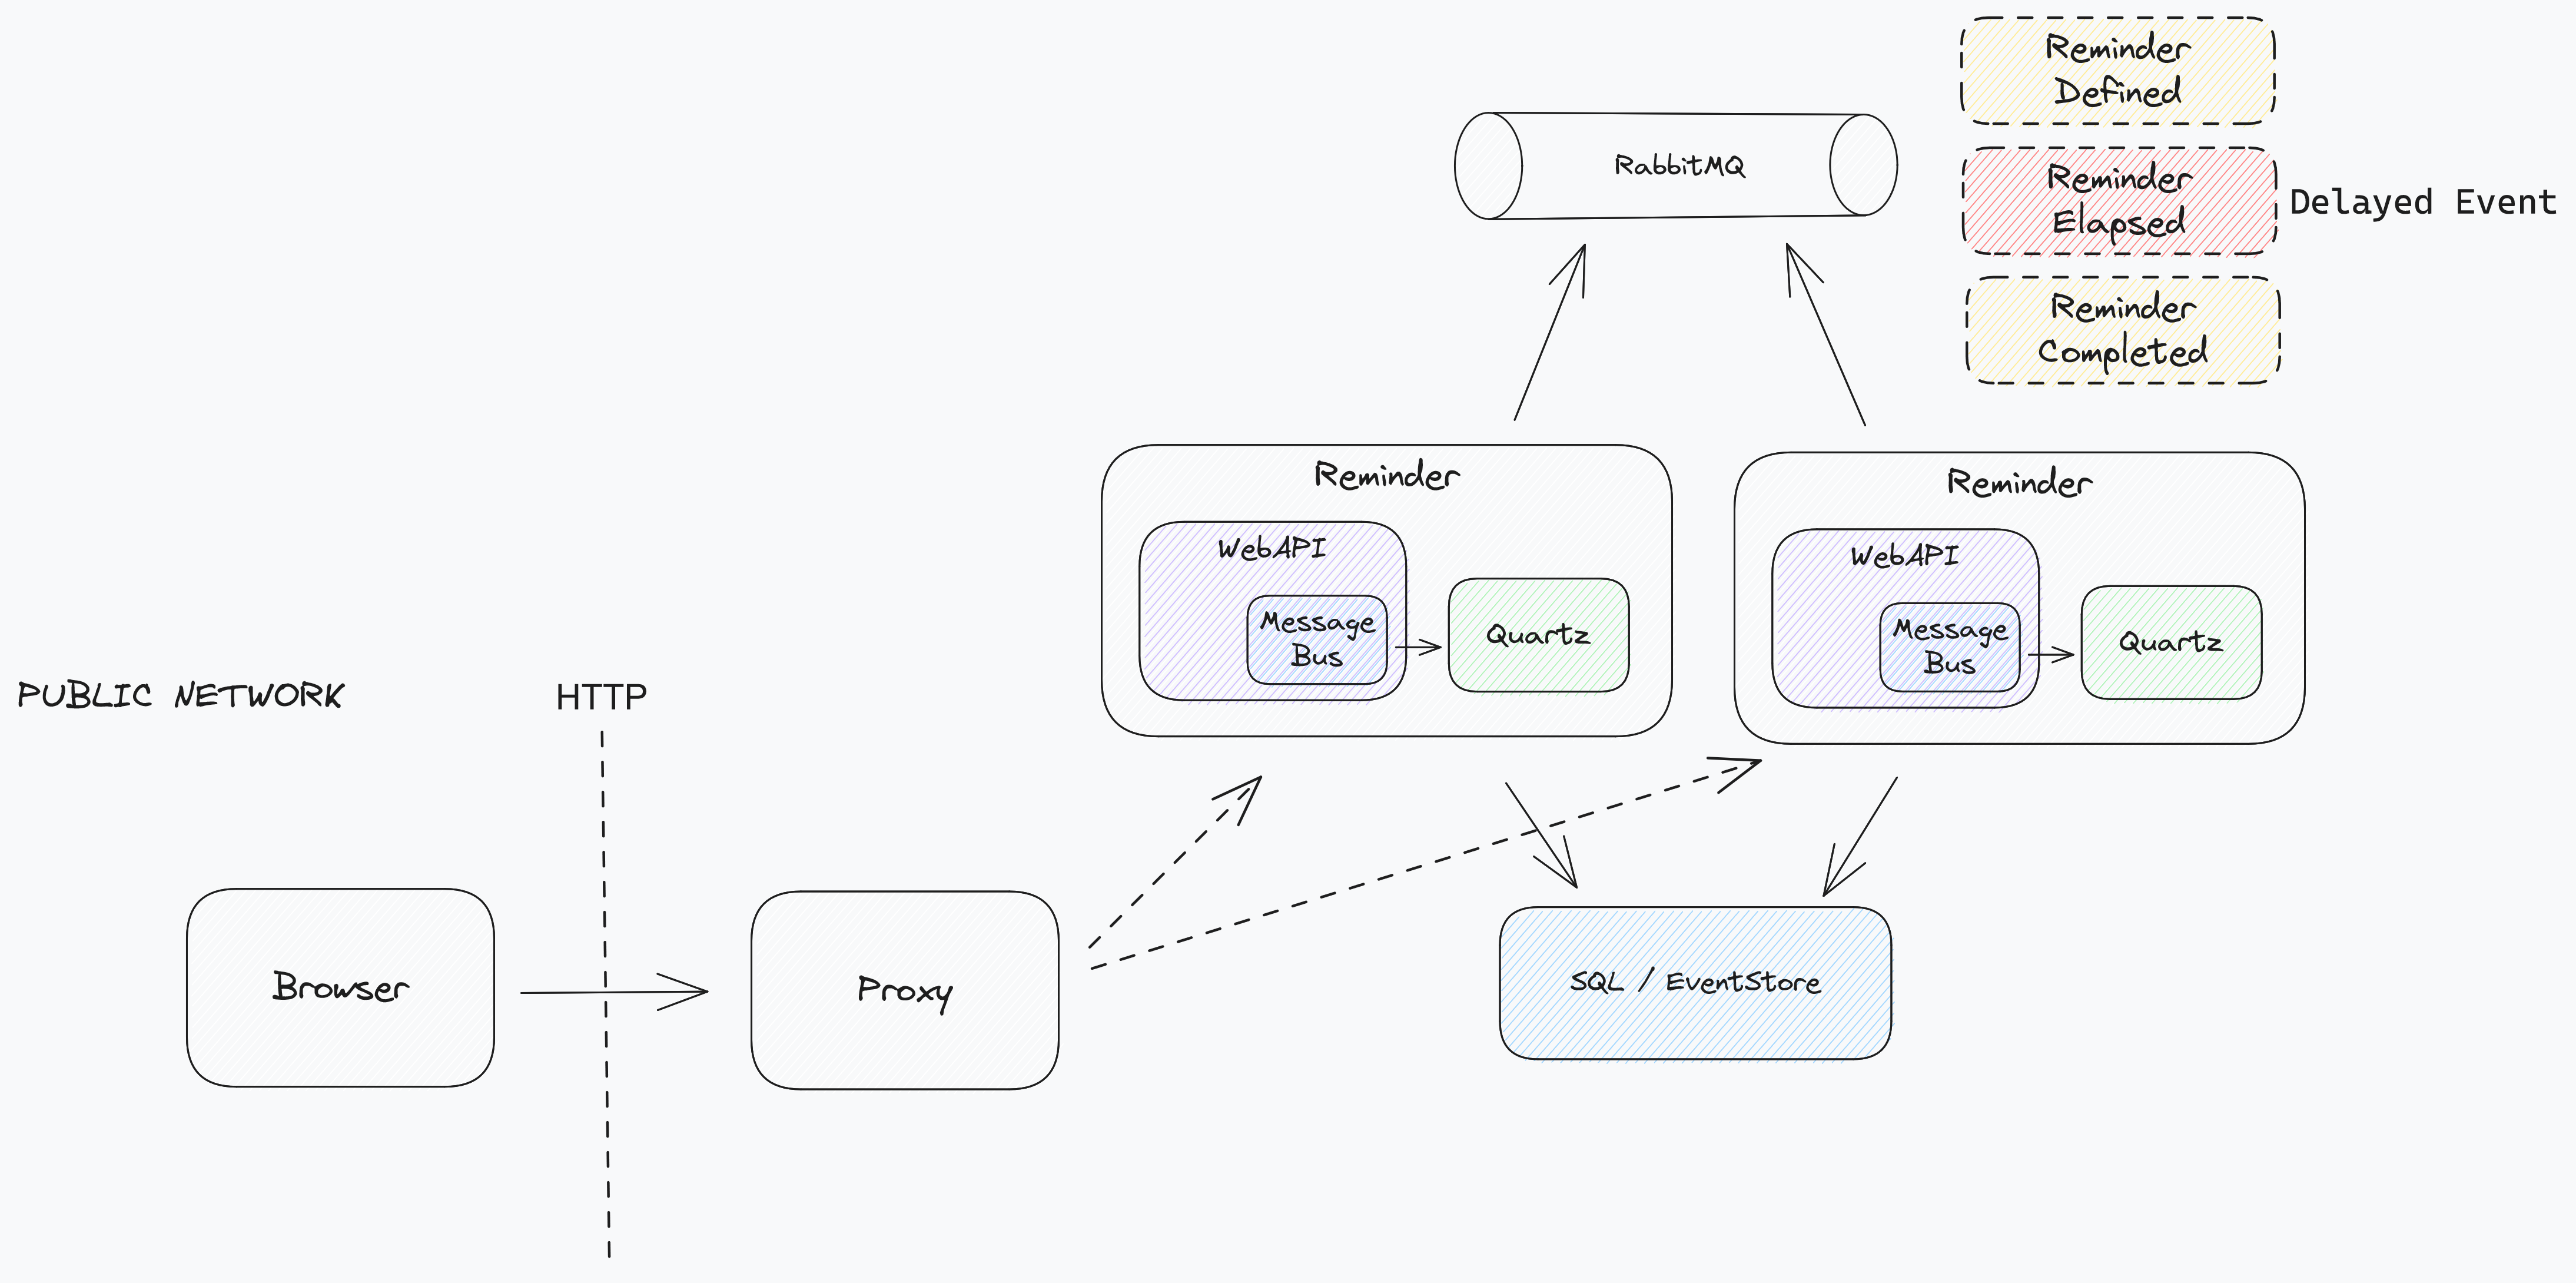 Reminder
Defined
RabbitMQ
Reminder
Elapsed
Delayed Event
Reminder
Completed
Reminder
WebAPI
Message
Bus
Quartz
Reminder
WebAPI
Message
Bus
Quartz
PUBLIC NETWORK
HTTP
Browser
Proxy
SQL / EventStore